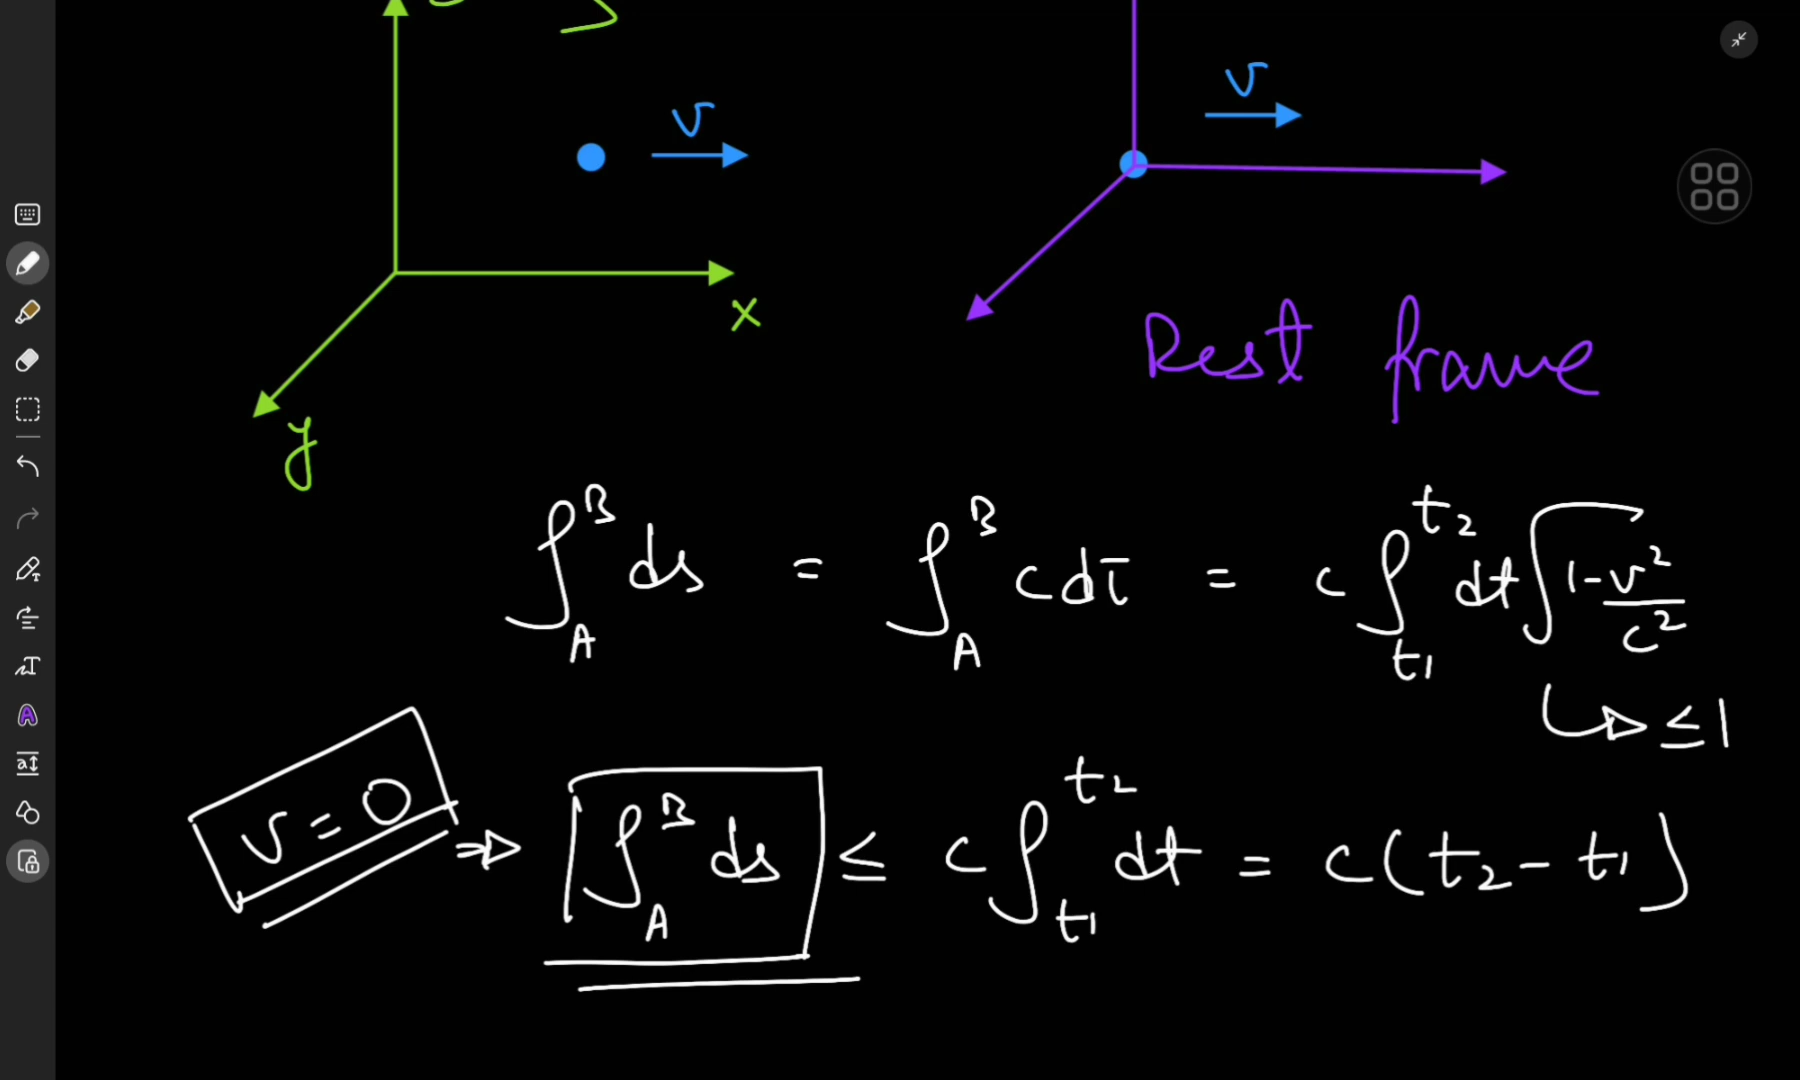 v
v
x
Rest frame
y
∫_A^B ds = ∫_A^B cdτ = c∫_{t1}^{t2} dt √(1-v²/c²)
↳ ≤ 1
v = 0 ⇒ ∫_A^B ds ≤ c∫_{t1}^{t2} dt = c(t2 - t1)